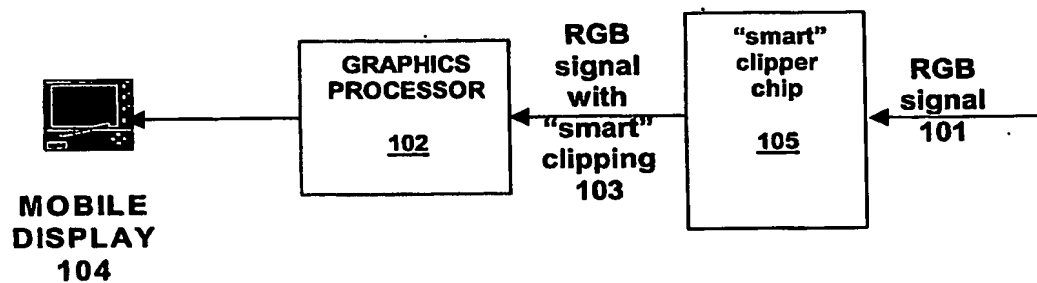 GRAPHICS
PROCESSOR
102
RGB
signal
with
“smart”
clipping
103
“smart”
clipper
chip
105
RGB
signal
101
MOBILE
DISPLAY
104